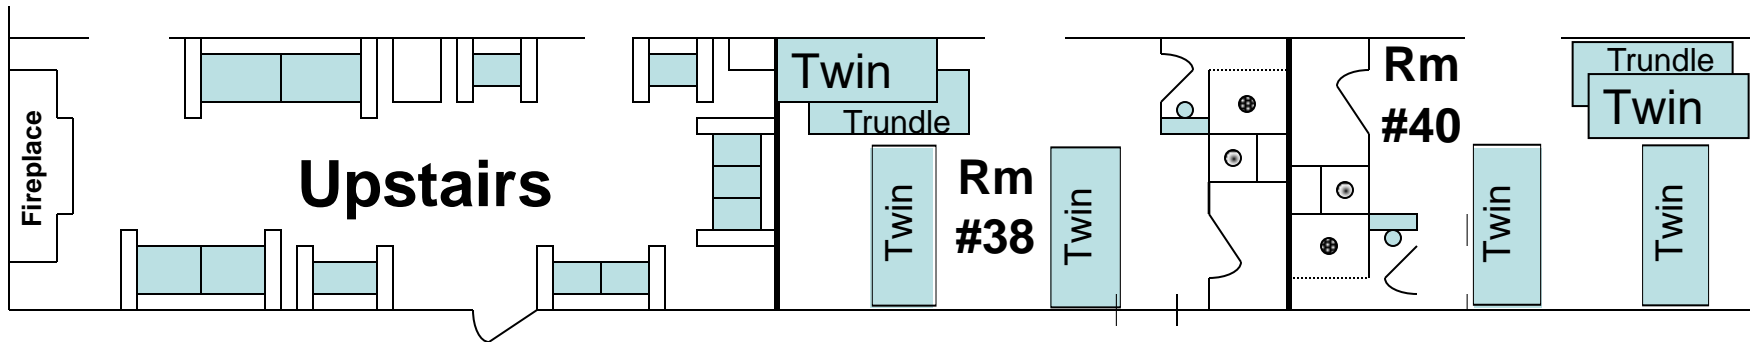 Fireplace
Upstairs
Twin
Trundle
Twin
Rm
#38
Twin
Rm
#40
Trundle
Twin
Twin
Twin